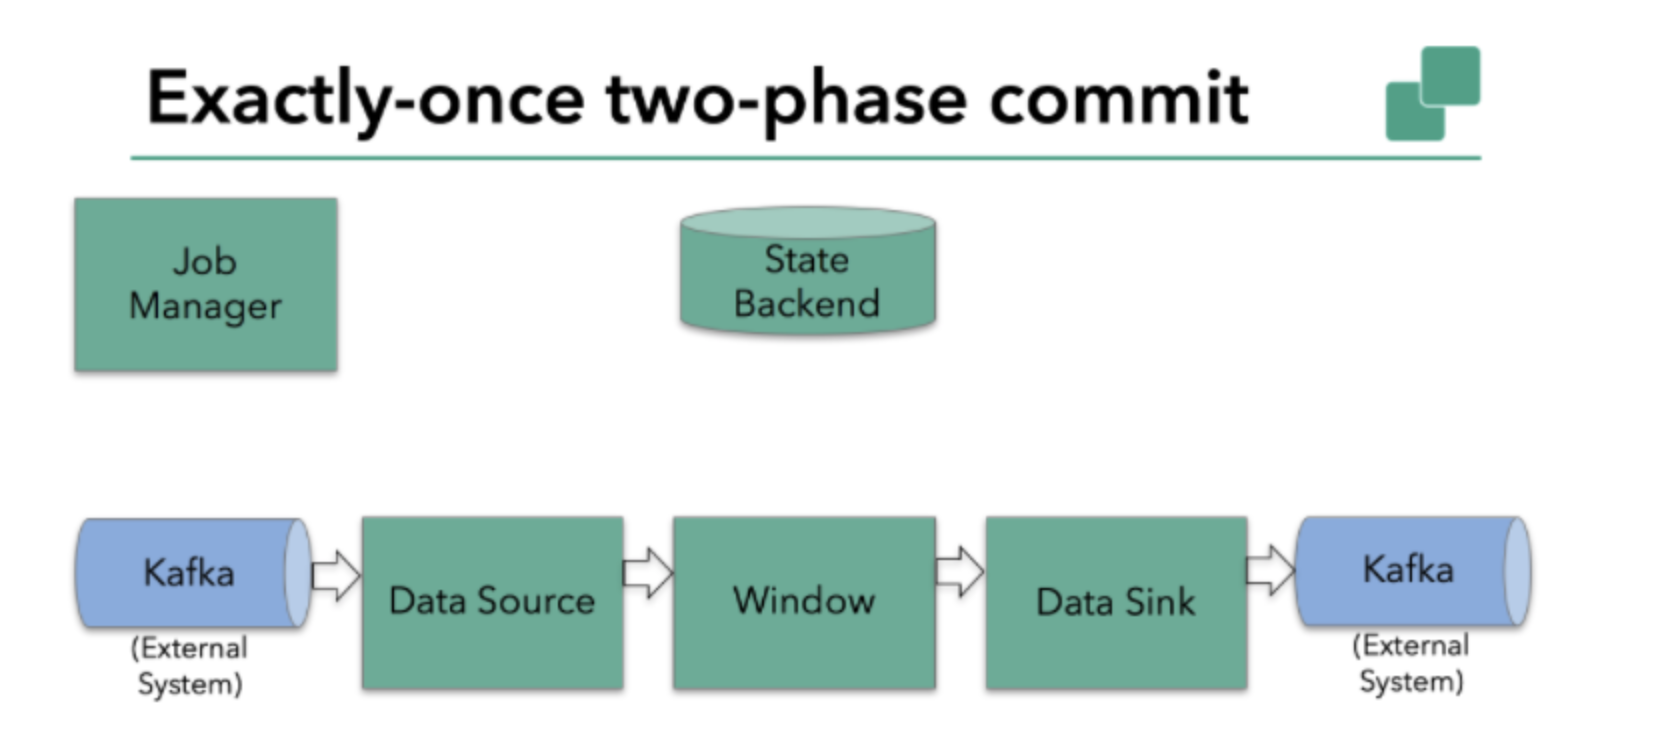 Exactly-once two-phase commit
Job
Manager
State
Backend
Kafka
(External
System)
Data Source
Window
Data Sink
Kafka
(External
System)